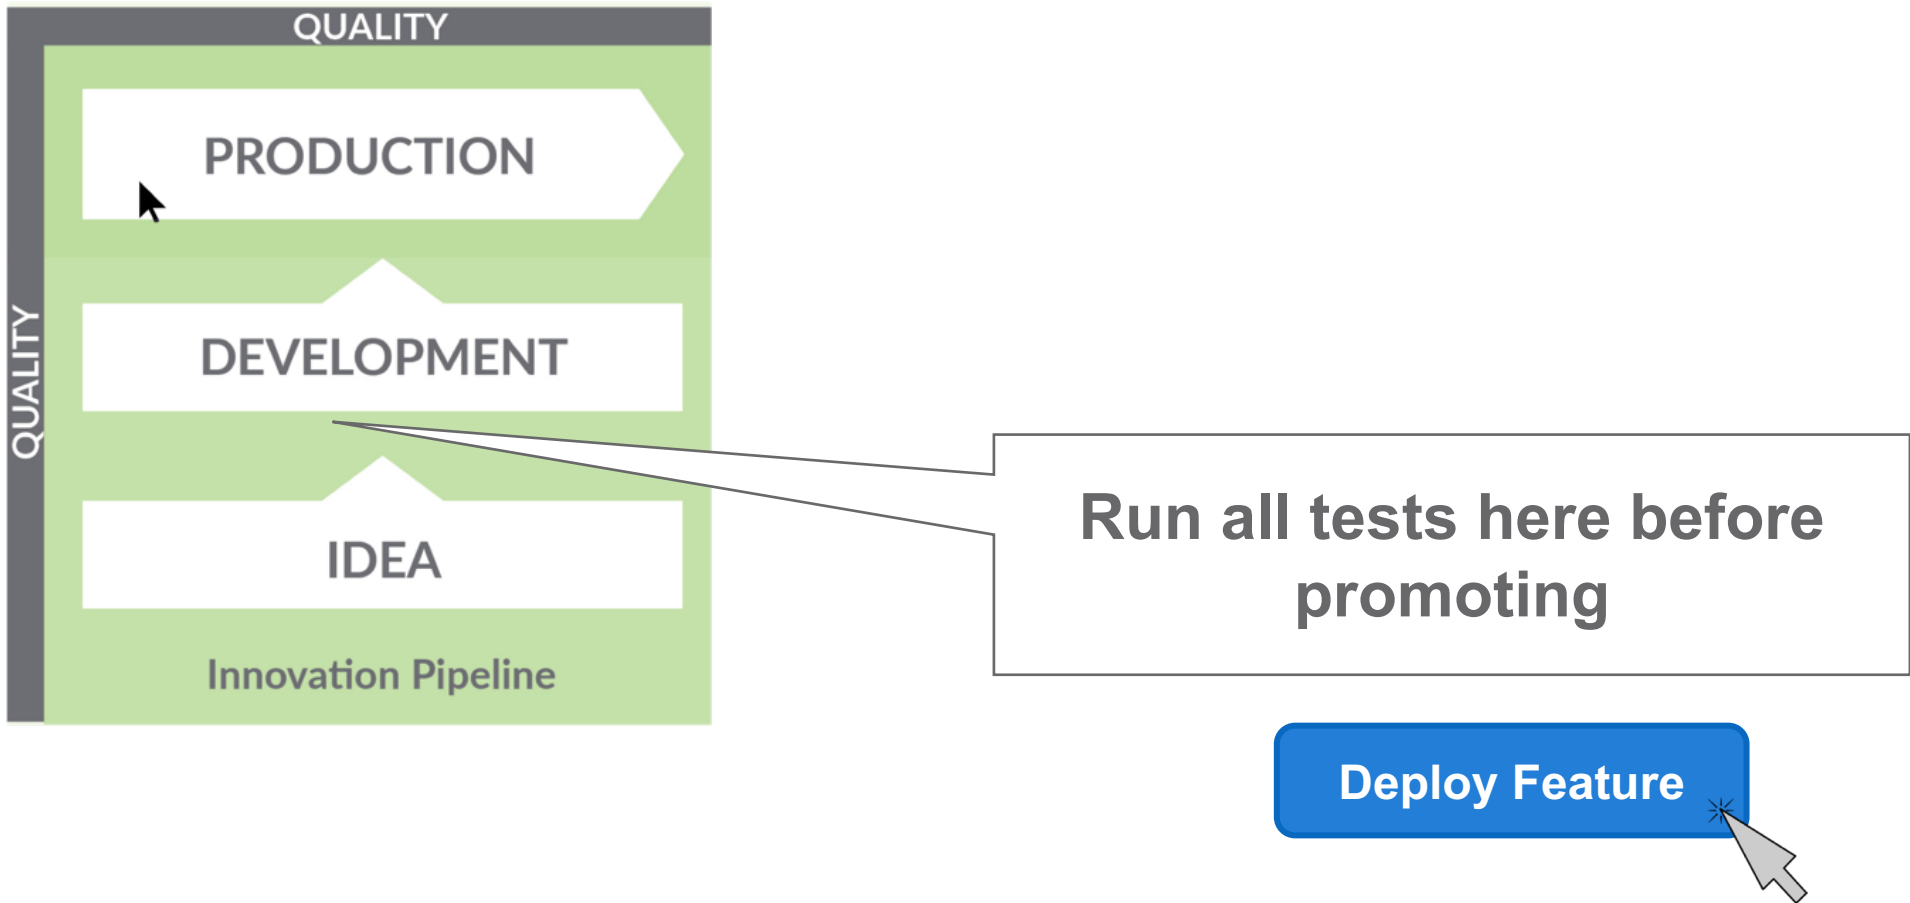 QUALITY
QUALITY
PRODUCTION
DEVELOPMENT
IDEA
Innovation Pipeline
Run all tests here before
promoting
Deploy Feature